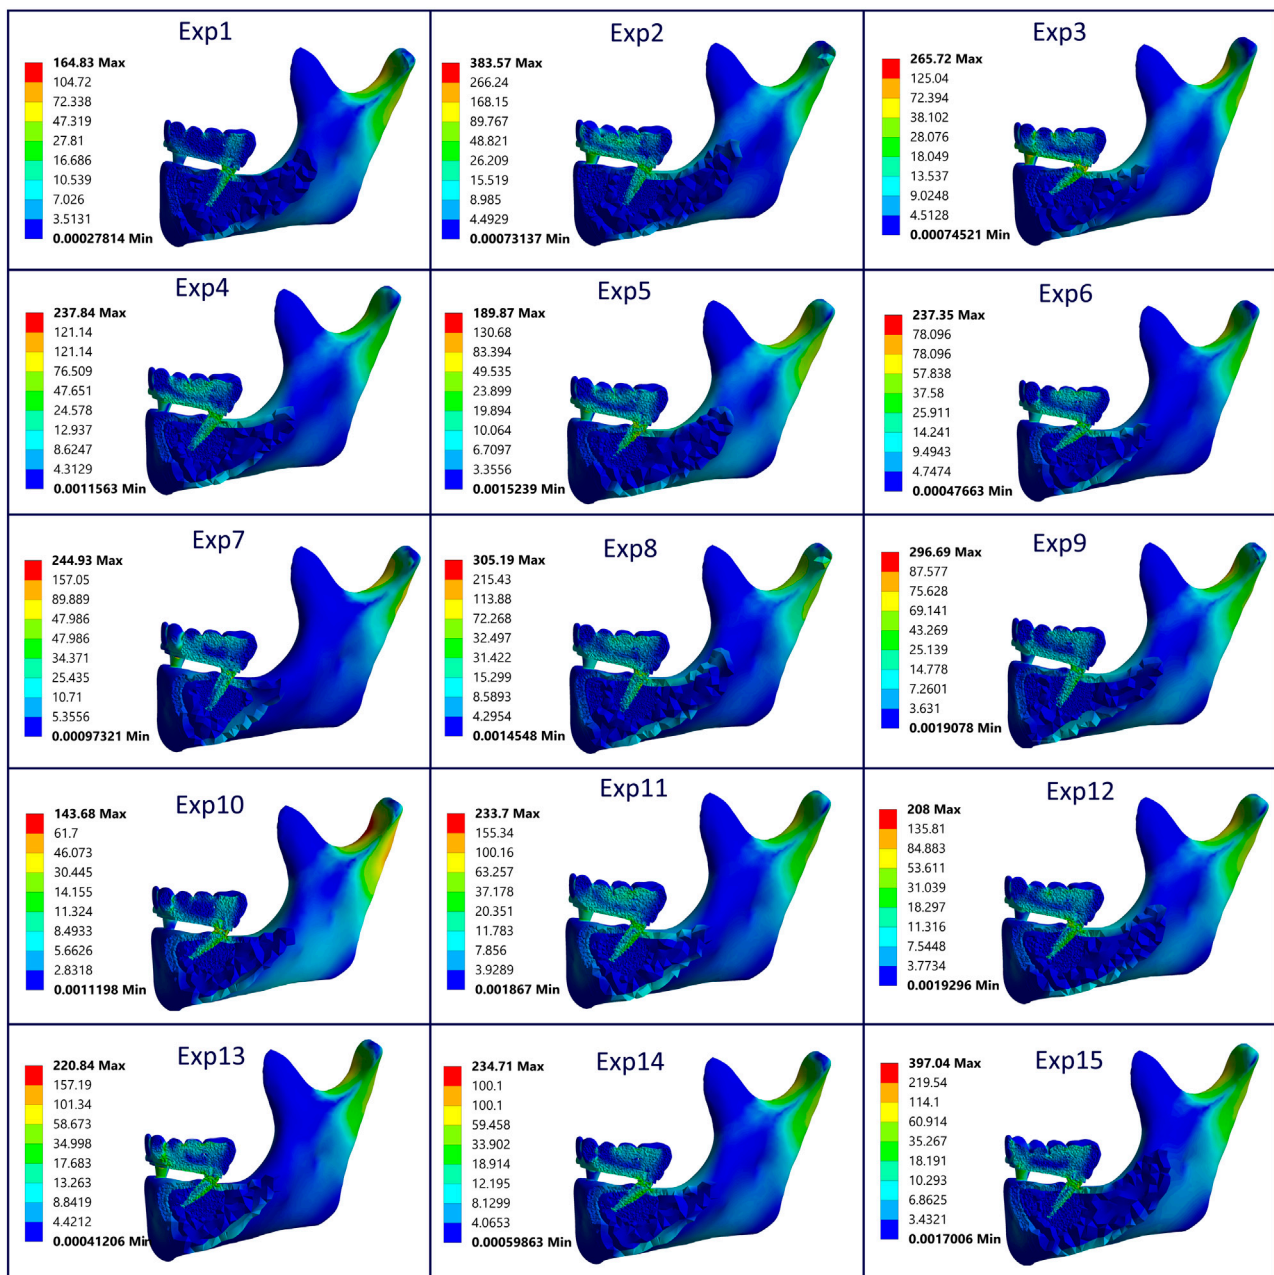 Exp1
164.83 Max
104.72
72.338
47.319
27.81
16.686
10.539
7.026
3.5131
0.00027814 Min
Exp2
383.57 Max
266.24
168.15
89.767
48.821
26.209
15.519
8.985
4.4929
0.00073137 Min
Exp3
265.72 Max
125.04
72.394
38.102
28.076
18.049
13.537
9.0248
4.5128
0.00074521 Min
Exp4
237.84 Max
121.14
121.14
76.509
47.651
24.578
12.937
8.6247
4.3129
0.0011563 Min
Exp5
189.87 Max
130.68
83.394
49.535
23.899
19.894
10.064
6.7097
3.3556
0.0015239 Min
Exp6
237.35 Max
78.096
78.096
57.838
37.58
25.911
14.241
9.4943
4.7474
0.00047663 Min
Exp7
244.93 Max
157.05
89.889
47.986
47.986
34.371
25.435
10.71
5.3556
0.00097321 Min
Exp8
305.19 Max
215.43
113.88
72.268
32.497
31.422
15.299
8.5893
4.2954
0.0014548 Min
Exp9
296.69 Max
87.577
75.628
69.141
43.269
25.139
14.778
7.2601
3.631
0.0019078 Min
Exp10
143.68 Max
61.7
46.073
30.445
14.155
11.324
8.4933
5.6626
2.8318
0.0011198 Min
Exp11
233.7 Max
155.34
100.16
63.257
37.178
20.351
11.783
7.856
3.9289
0.001867 Min
Exp12
208 Max
135.81
84.883
53.611
31.039
18.297
11.316
7.5448
3.7734
0.0019296 Min
Exp13
220.84 Max
157.19
101.34
58.673
34.998
17.683
13.263
8.8419
4.4212
0.00041206 Min
Exp14
234.71 Max
100.1
100.1
59.458
33.902
18.914
12.195
8.1299
4.0653
0.00059863 Min
Exp15
397.04 Max
219.54
114.1
60.914
35.267
18.191
10.293
6.8625
3.4321
0.0017006 Min